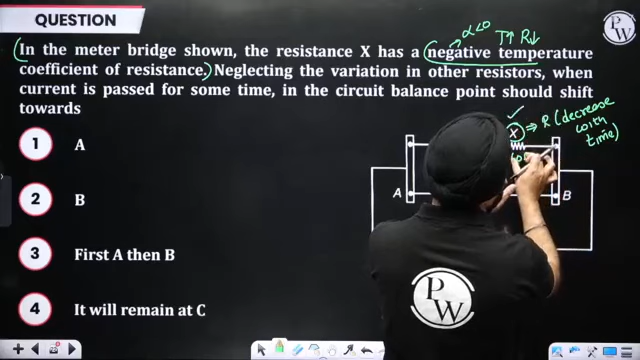 QUESTION
PW
α<0
T↑ R↓
In the meter bridge shown, the resistance X has a negative temperature
coefficient of resistance. Neglecting the variation in other resistors, when
current is passed for some time, in the circuit balance point should shift
towards
X ⇒ R (decrease
with
time)
1 A
2 B
3 First A then B
4 It will remain at C
A
B
PW